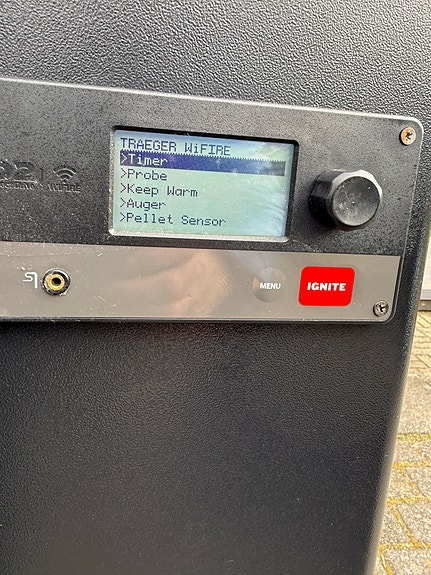 TRAEGER WiFIRE
>Timer
>Probe
>Keep Warm
>Auger
>Pellet Sensor
MENU
IGNITE